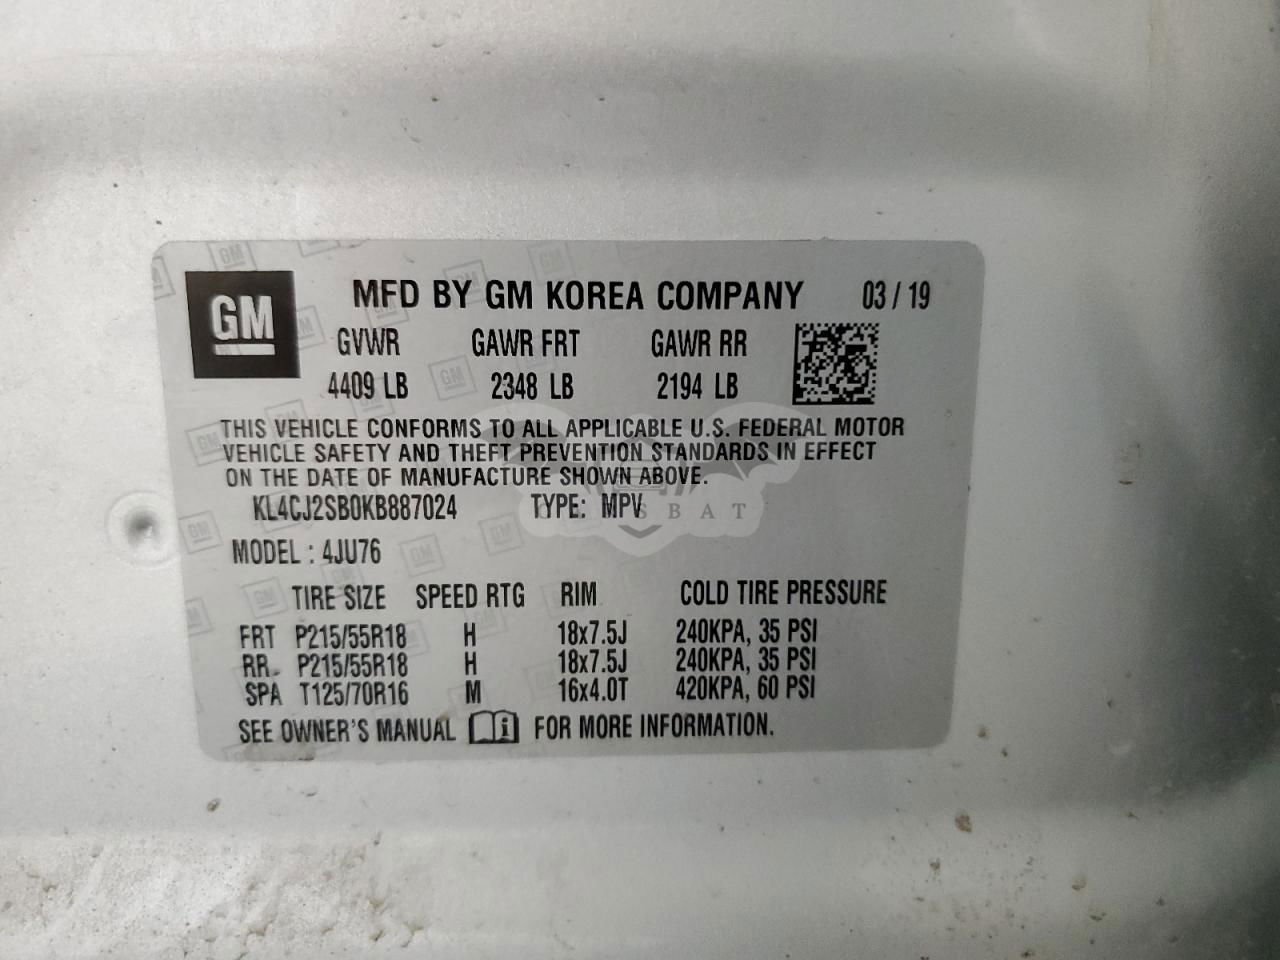 GM
MFD BY GM KOREA COMPANY 03/19
GVWR GAWR FRT GAWR RR
4409 LB 2348 LB 2194 LB
THIS VEHICLE CONFORMS TO ALL APPLICABLE U.S. FEDERAL MOTOR
VEHICLE SAFETY AND THEFT PREVENTION STANDARDS IN EFFECT
ON THE DATE OF MANUFACTURE SHOWN ABOVE.
KL4CJ2SB0KB887024 TYPE: MPV
MODEL : 4JU76
TIRE SIZE SPEED RTG RIM COLD TIRE PRESSURE
FRT P215/55R18 H 18x7.5J 240KPA, 35 PSI
RR P215/55R18 H 18x7.5J 240KPA, 35 PSI
SPA T125/70R16 M 16x4.0T 420KPA, 60 PSI
SEE OWNER'S MANUAL FOR MORE INFORMATION.